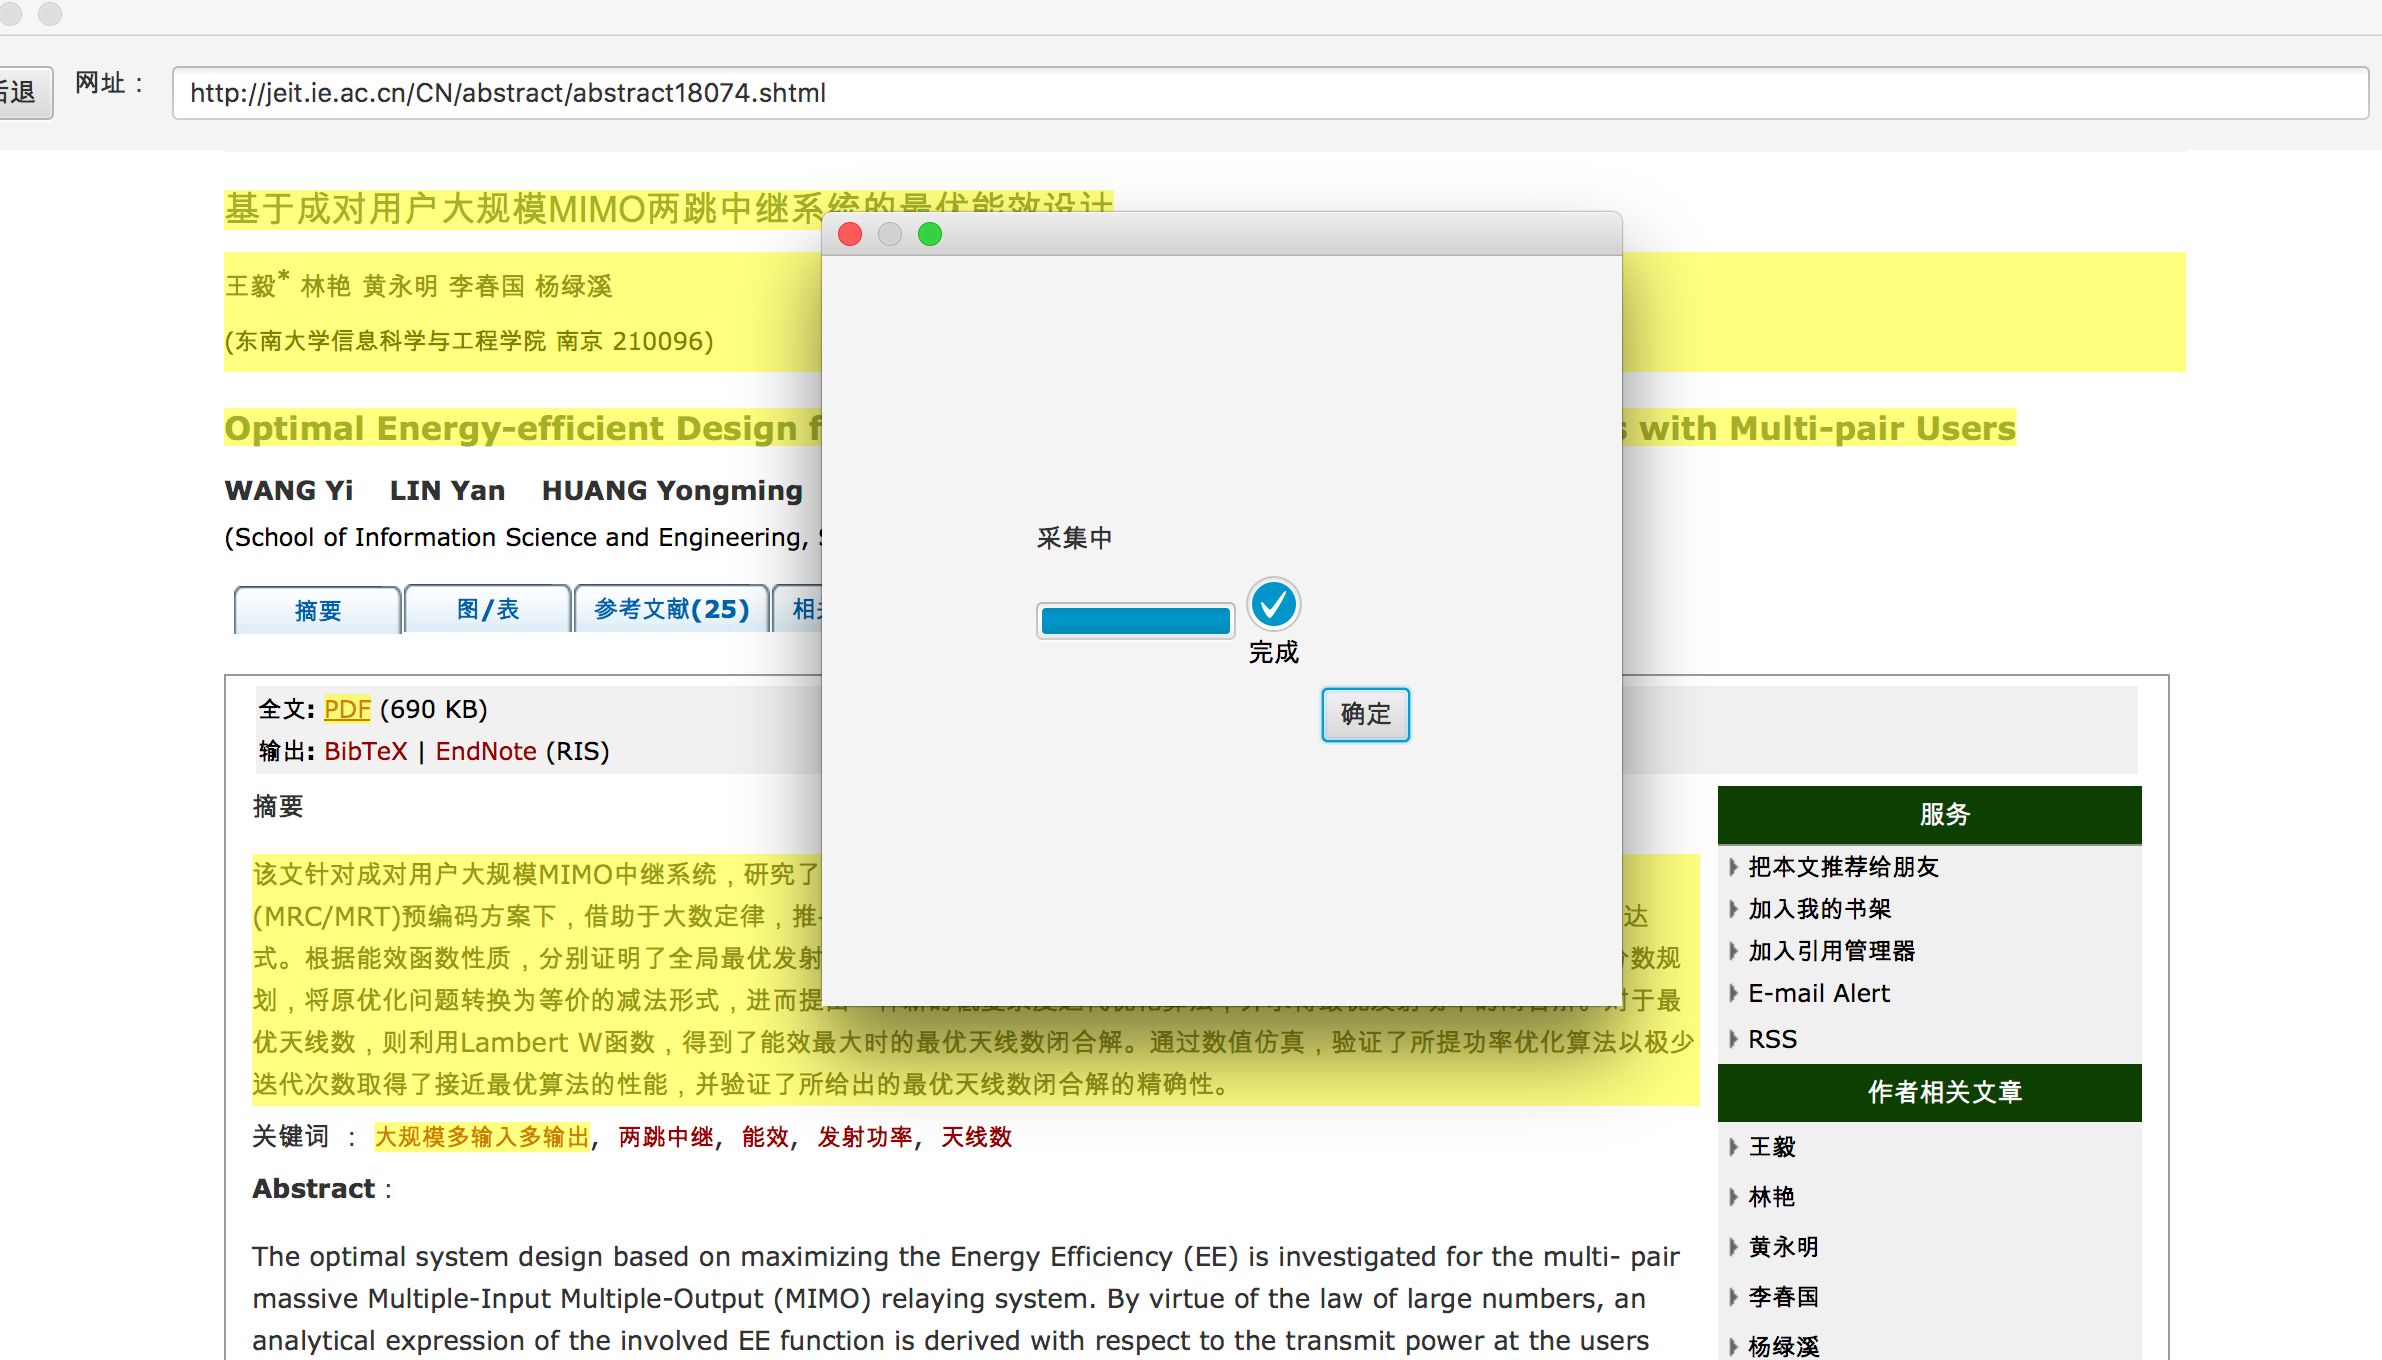 后退 网址： http://jeit.ie.ac.cn/CN/abstract/abstract18074.shtml
基于成对用户大规模MIMO两跳中继系统的最优能效设计
王毅* 林艳 黄永明 李春国 杨绿溪
(东南大学信息科学与工程学院 南京 210096)
Optimal Energy-efficient Design with Multi-pair Users
WANG Yi LIN Yan HUANG Yongming
(School of Information Science and Engineering,
摘要 图/表 参考文献(25)
采集中
完成
确定
全文: PDF (690 KB)
输出: BibTeX | EndNote (RIS)
摘要
该文针对成对用户大规模MIMO中继系统，研究了
(MRC/MRT)预编码方案下，借助于大数定律，推 达
式。根据能效函数性质，分别证明了全局最优发射 分数规
划，将原优化问题转换为等价的减法形式，进而提出 对于最
优天线数，则利用Lambert W函数，得到了能效最大时的最优天线数闭合解。通过数值仿真，验证了所提功率优化算法以极少
迭代次数取得了接近最优算法的性能，并验证了所给出的最优天线数闭合解的精确性。
关键词 ： 大规模多输入多输出, 两跳中继, 能效, 发射功率, 天线数
Abstract :
The optimal system design based on maximizing the Energy Efficiency (EE) is investigated for the multi- pair
massive Multiple-Input Multiple-Output (MIMO) relaying system. By virtue of the law of large numbers, an
analytical expression of the involved EE function is derived with respect to the transmit power at the users
服务
把本文推荐给朋友
加入我的书架
加入引用管理器
E-mail Alert
RSS
作者相关文章
王毅
林艳
黄永明
李春国
杨绿溪